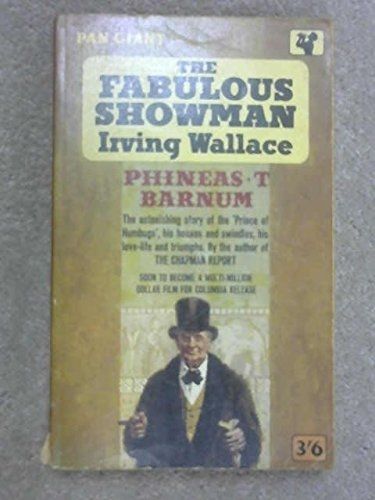 PAN GIANT
THE
FABULOUS
SHOWMAN
Irving Wallace
PHINEAS·T
BARNUM
The astonishing story of the 'Prince of
Humbugs', his hoaxes and swindles, his
love-life and triumphs. By the author of
THE CHAPMAN REPORT
SOON TO BECOME A MULTI-MILLION
DOLLAR FILM FOR COLUMBIA RELEASE
3'6